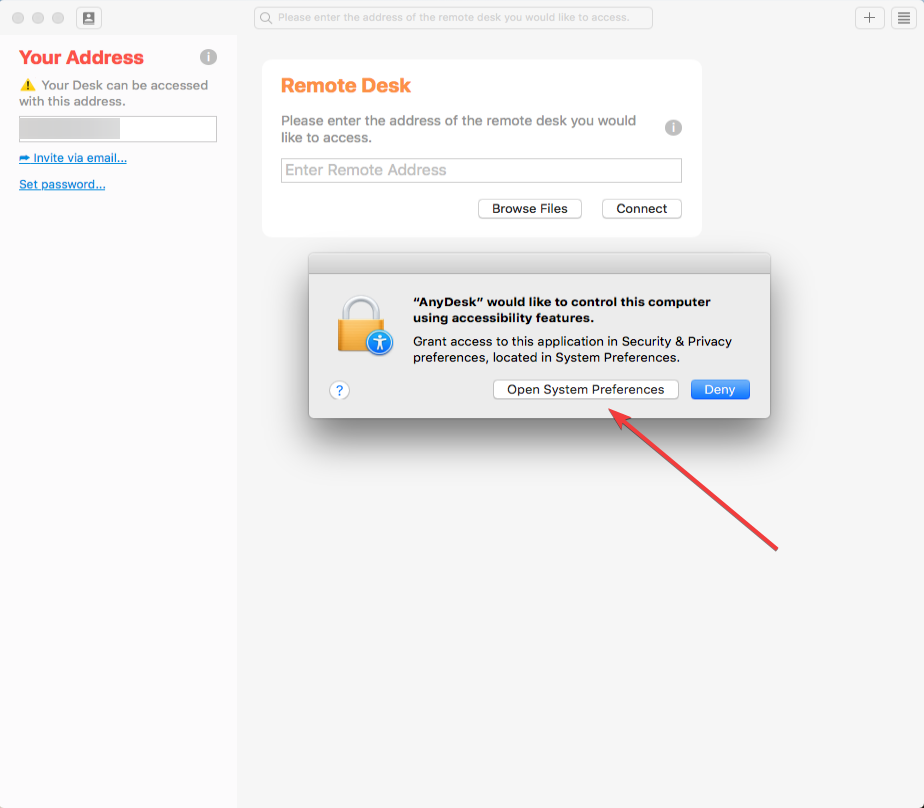 Please enter the address of the remote desk you would like to access.
Your Address
Your Desk can be accessed
with this address.
Invite via email...
Set password...
Remote Desk
Please enter the address of the remote desk you would
like to access.
Enter Remote Address
Browse Files
Connect
“AnyDesk” would like to control this computer
using accessibility features.
Grant access to this application in Security & Privacy
preferences, located in System Preferences.
?
Open System Preferences
Deny